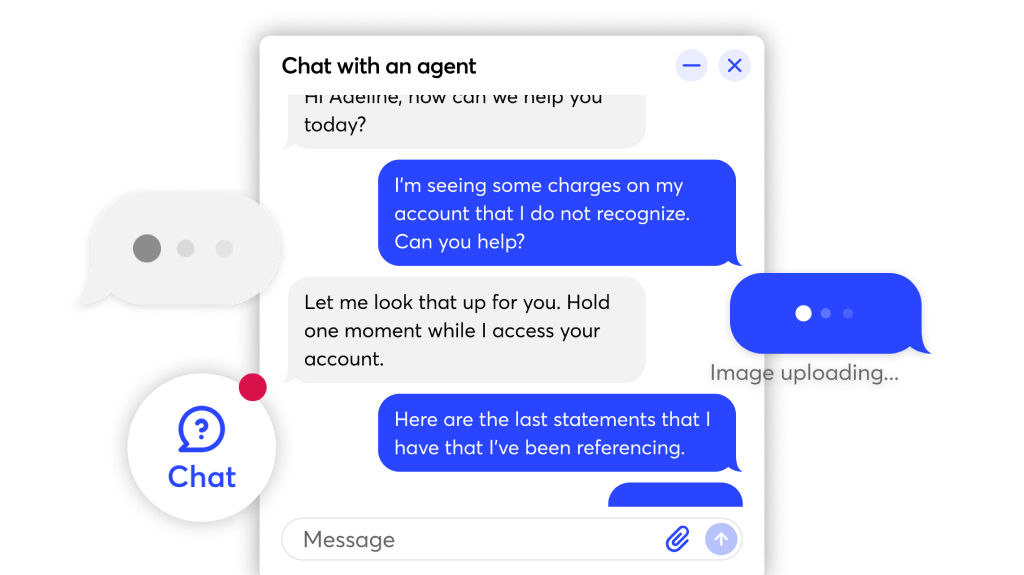 Chat with an agent
Hi Adeline, how can we help you
today?
I'm seeing some charges on my
account that I do not recognize.
Can you help?
Let me look that up for you. Hold
one moment while I access your
account.
Image uploading...
Here are the last statements that I
have that I've been referencing.
?
Chat
Message